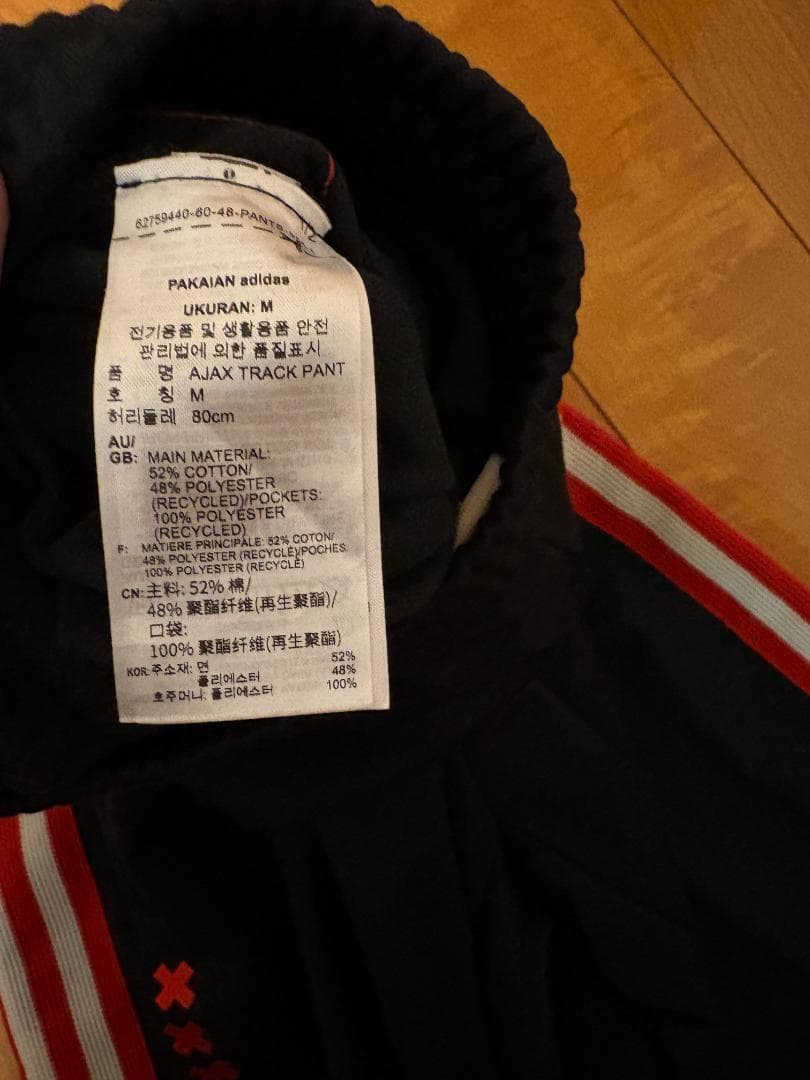 62759440-60-48-PANTS
PAKAIAN adidas
UKURAN: M
전기용품 및 생활용품 안전
관리법에 의한 품질표시
품 명 AJAX TRACK PANT
호 칭 M
허리둘레 80cm
AU/
GB: MAIN MATERIAL:
52% COTTON/
48% POLYESTER
(RECYCLED)/POCKETS:
100% POLYESTER
(RECYCLED)
F: MATIERE PRINCIPALE: 52% COTON/
48% POLYESTER (RECYCLÉ)/POCHES:
100% POLYESTER (RECYCLÉ)
CN: 主料: 52% 棉/
48% 聚酯纤维(再生聚酯)/
口袋:
100% 聚酯纤维(再生聚酯)
KOR: 주소재: 면 52%
폴리에스터 48%
호주머니: 폴리에스터 100%